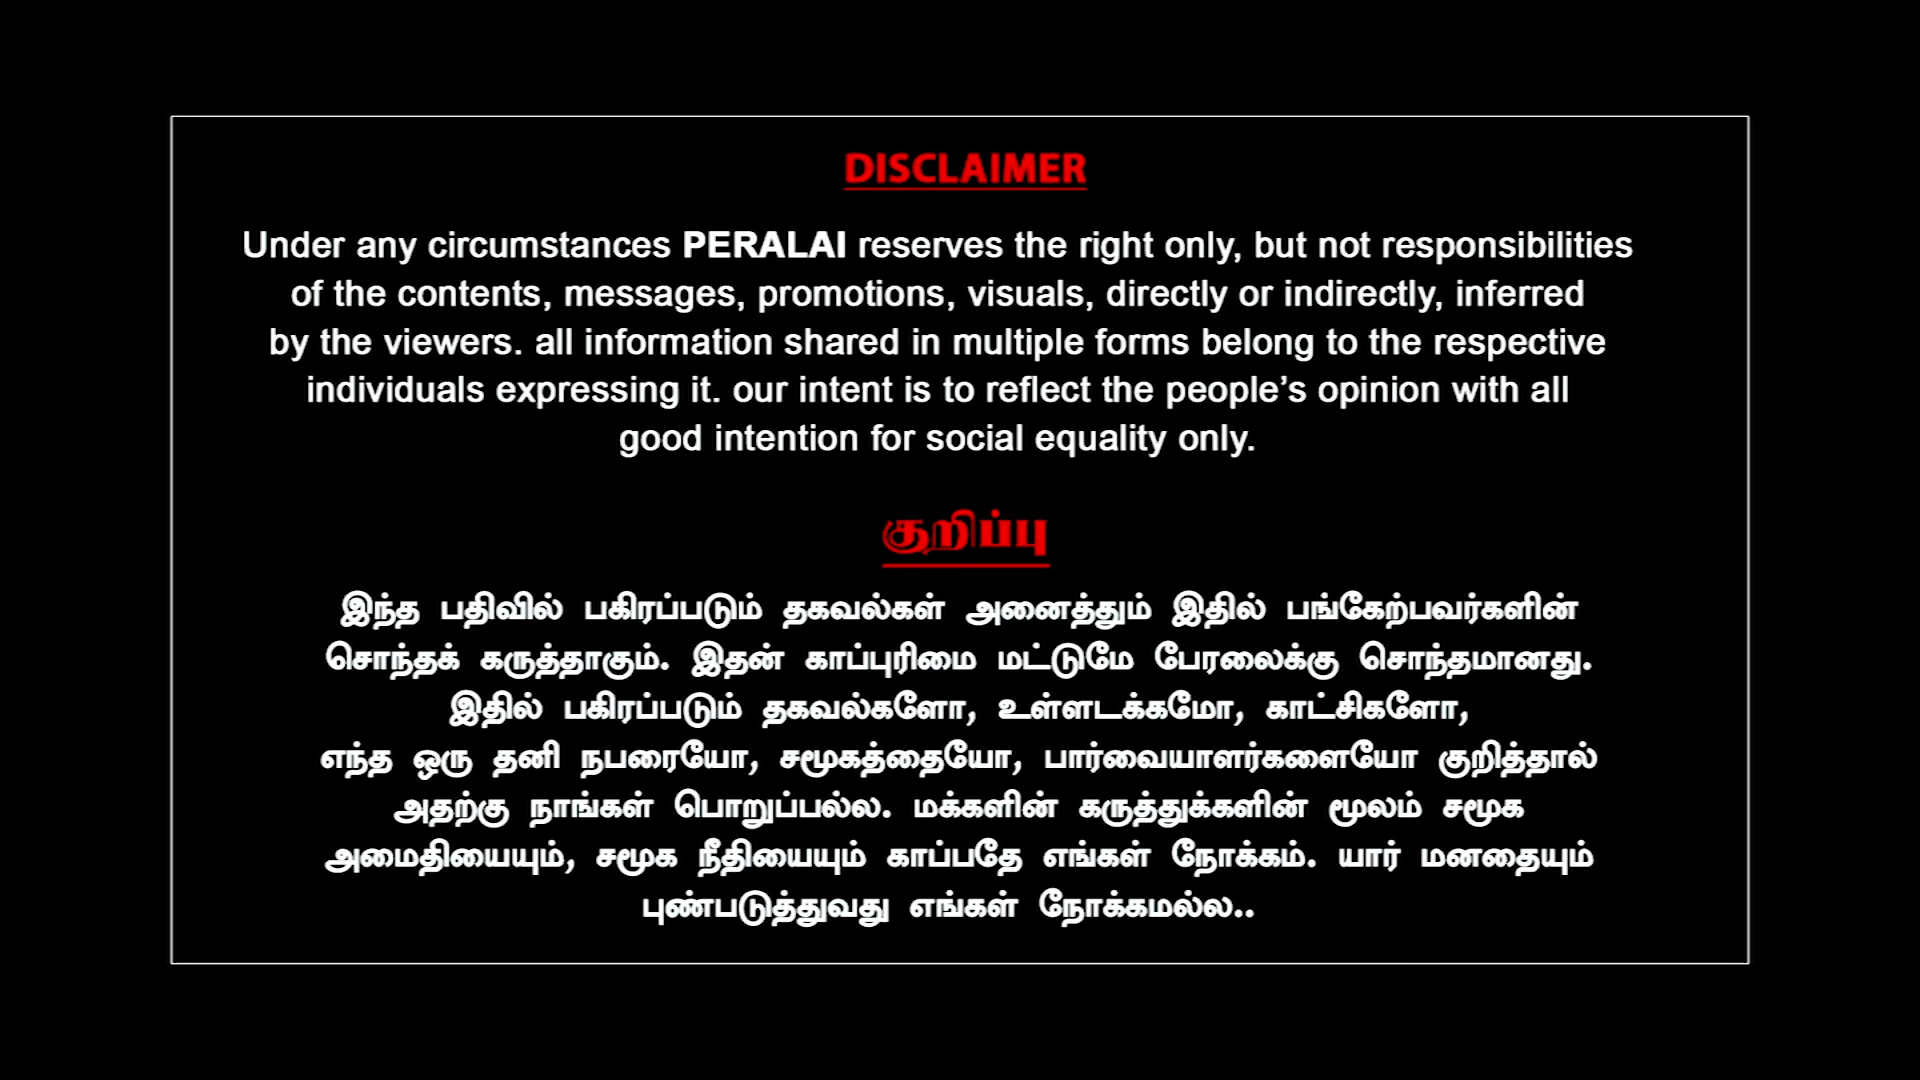 DISCLAIMER
Under any circumstances PERALAI reserves the right only, but not responsibilities
of the contents, messages, promotions, visuals, directly or indirectly, inferred
by the viewers. all information shared in multiple forms belong to the respective
individuals expressing it. our intent is to reflect the people’s opinion with all
good intention for social equality only.
குறிப்பு
இந்த பதிவில் பகிரப்படும் தகவல்கள் அனைத்தும் இதில் பங்கேற்பவர்களின்
சொந்தக் கருத்தாகும். இதன் காப்புரிமை மட்டுமே பேரலைக்கு சொந்தமானது.
இதில் பகிரப்படும் தகவல்களோ, உள்ளடக்கமோ, காட்சிகளோ,
எந்த ஒரு தனி நபரையோ, சமூகத்தையோ, பார்வையாளர்களையோ குறித்தால்
அதற்கு நாங்கள் பொறுப்பல்ல. மக்களின் கருத்துக்களின் மூலம் சமூக
அமைதியையும், சமூக நீதியையும் காப்பதே எங்கள் நோக்கம். யார் மனதையும்
புண்படுத்துவது எங்கள் நோக்கமல்ல..